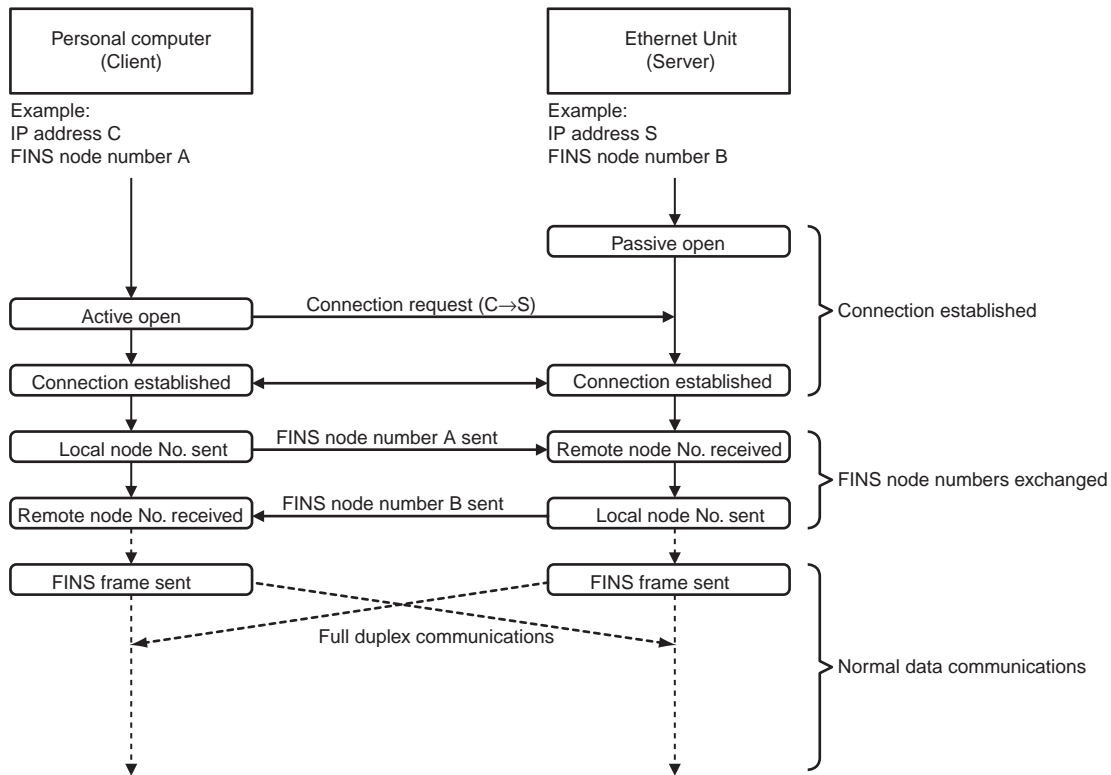 Personal computer
(Client)
Ethernet Unit
(Server)
Example:
IP address C
FINS node number A
Example:
IP address S
FINS node number B
Passive open
Active open
Connection request (C→S)
Connection established
Connection established
Connection established
Local node No. sent
FINS node number A sent
Remote node No. received
FINS node numbers exchanged
Remote node No. received
FINS node number B sent
Local node No. sent
FINS frame sent
FINS frame sent
Full duplex communications
Normal data communications